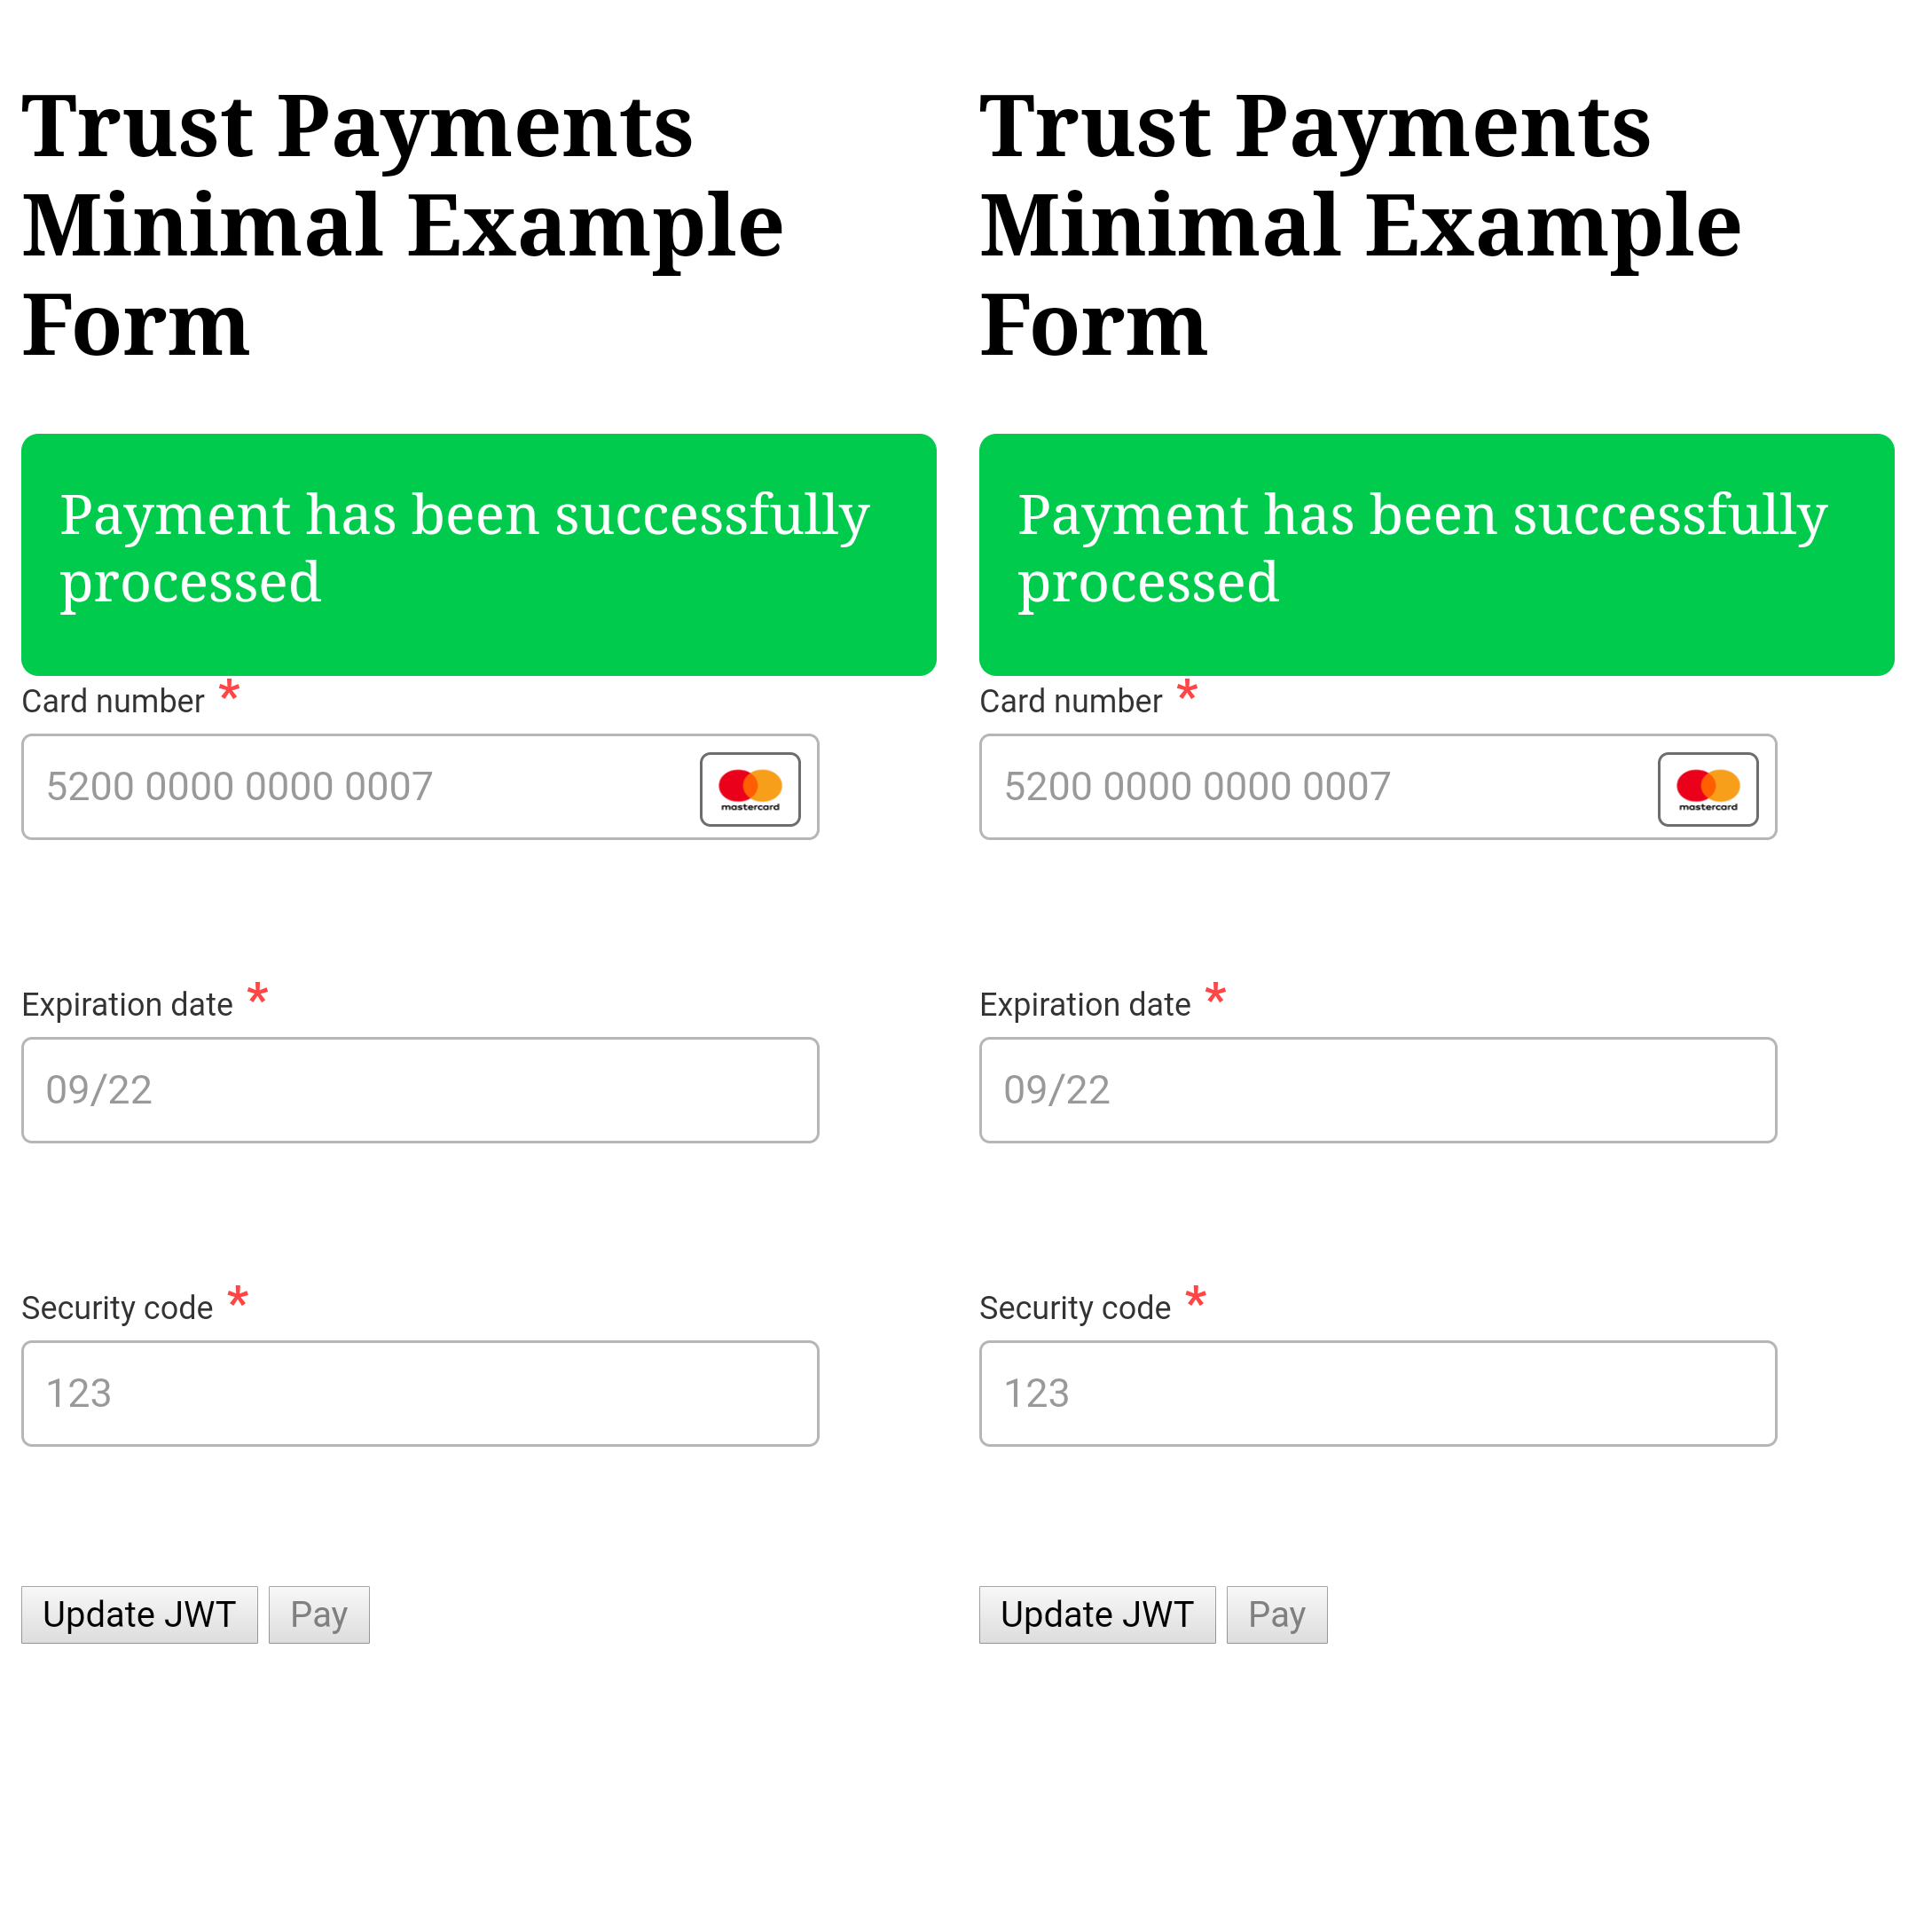 Trust Payments
Minimal Example
Form
Payment has been successfully
processed
Card number *
5200 0000 0000 0007
mastercard
Expiration date *
09/22
Security code *
123
Update JWT Pay
Trust Payments
Minimal Example
Form
Payment has been successfully
processed
Card number *
5200 0000 0000 0007
mastercard
Expiration date *
09/22
Security code *
123
Update JWT Pay